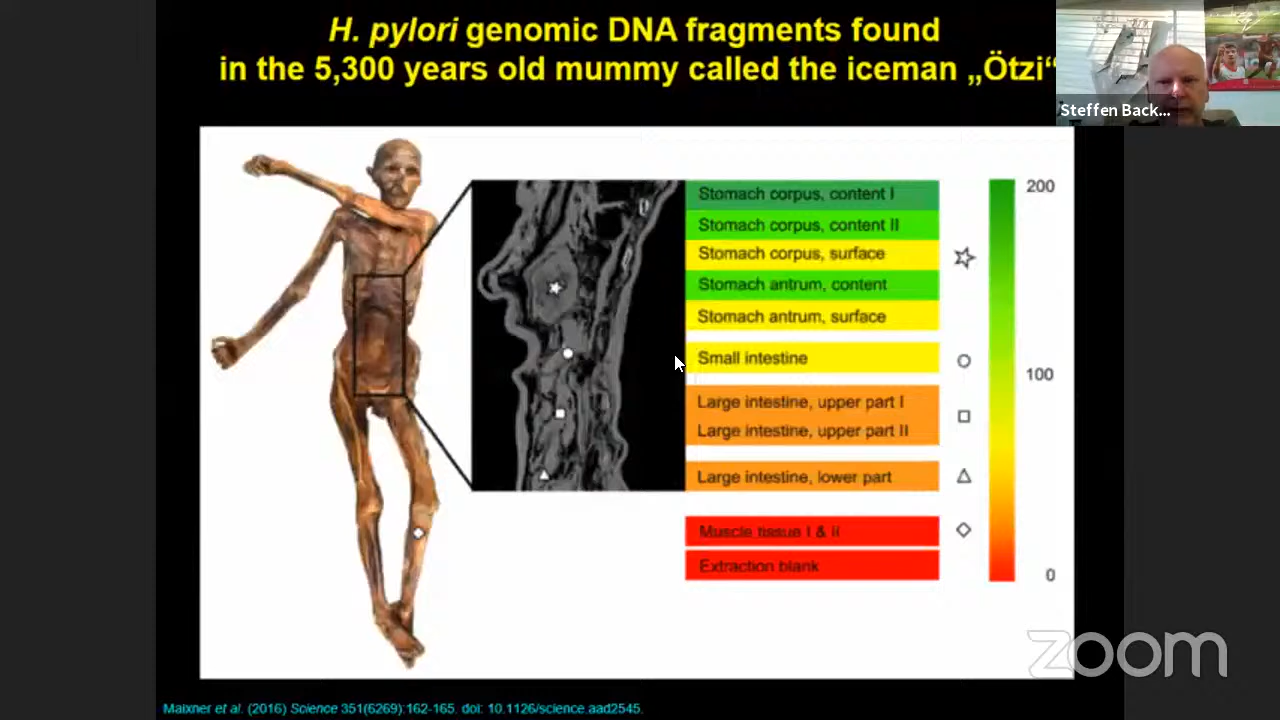 H. pylori genomic DNA fragments found
in the 5,300 years old mummy called the iceman „Ötzi“
Steffen Back...
Stomach corpus, content I
Stomach corpus, content II
Stomach corpus, surface
Stomach antrum, content
Stomach antrum, surface
Small intestine
Large intestine, upper part I
Large intestine, upper part II
Large intestine, lower part
Muscle tissue I & II
Extraction blank
200
100
0
zoom
Maixner et al. (2016) Science 351(6269):162-165. doi: 10.1126/science.aad2545.